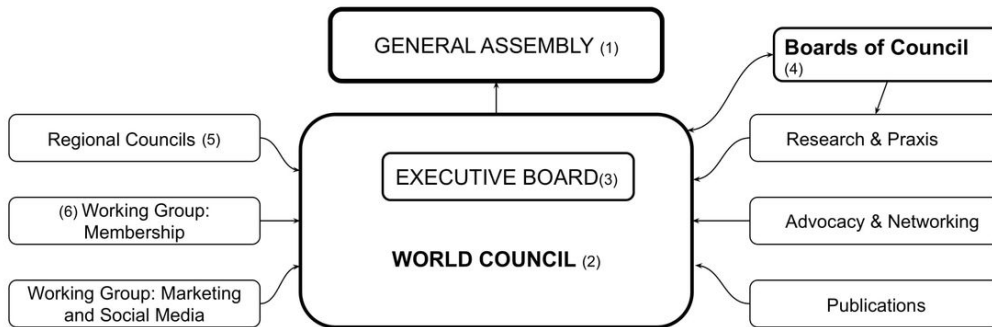 GENERAL ASSEMBLY (1)
Boards of Council
(4)
Regional Councils (5)
Research & Praxis
EXECUTIVE BOARD(3)
(6) Working Group:
Membership
Advocacy & Networking
WORLD COUNCIL (2)
Working Group: Marketing
and Social Media
Publications